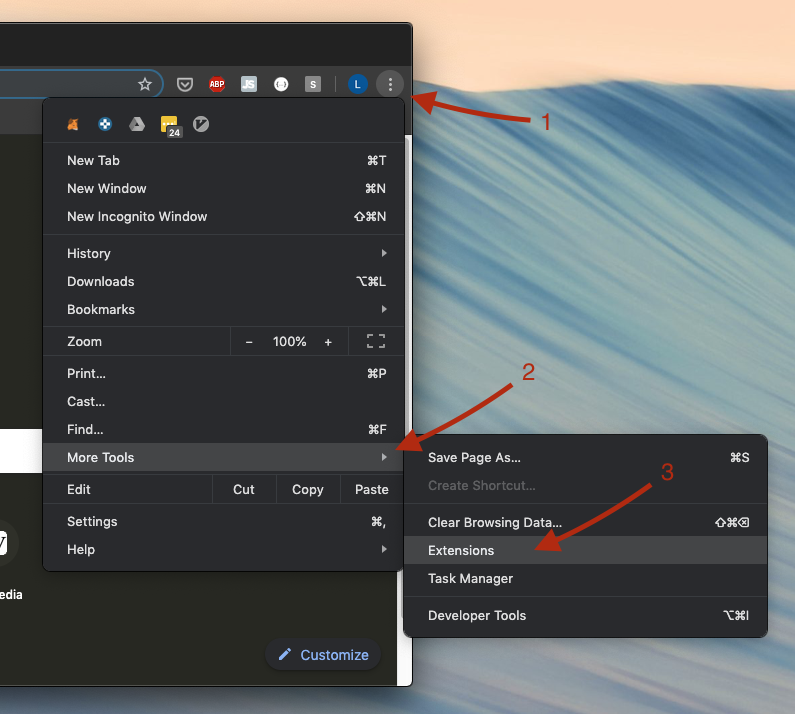 ABP JS S L
1
24
New Tab ⌘T
New Window ⌘N
New Incognito Window ⇧⌘N
History
Downloads ⌥⌘L
Bookmarks
Zoom − 100% +
2
Print... ⌘P
Cast...
Find... ⌘F
More Tools
Save Page As... ⌘S
3
Create Shortcut...
Edit Cut Copy Paste
Settings ⌘,
Clear Browsing Data... ⇧⌘⌫
Help
Extensions
Task Manager
edia
Developer Tools ⌥⌘I
Customize